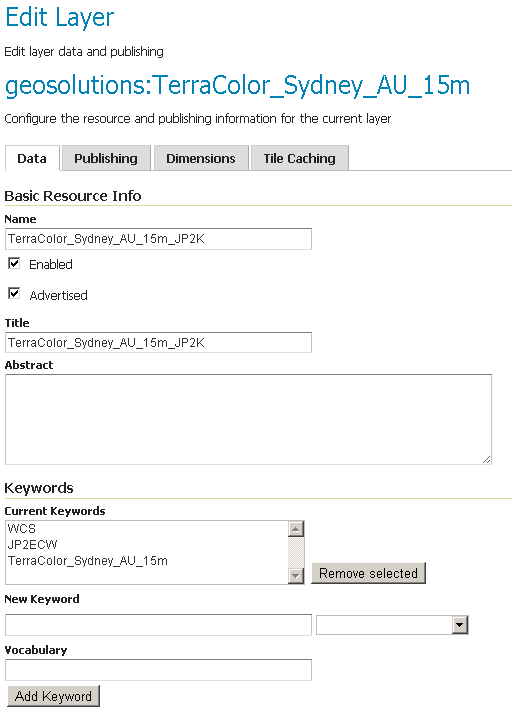 Edit Layer
Edit layer data and publishing
geosolutions:TerraColor_Sydney_AU_15m
Configure the resource and publishing information for the current layer
Data Publishing Dimensions Tile Caching
Basic Resource Info
Name
TerraColor_Sydney_AU_15m_JP2K
Enabled
Advertised
Title
TerraColor_Sydney_AU_15m_JP2K
Abstract
Keywords
Current Keywords
WCS
JP2ECW
TerraColor_Sydney_AU_15m
Remove selected
New Keyword
Vocabulary
Add Keyword